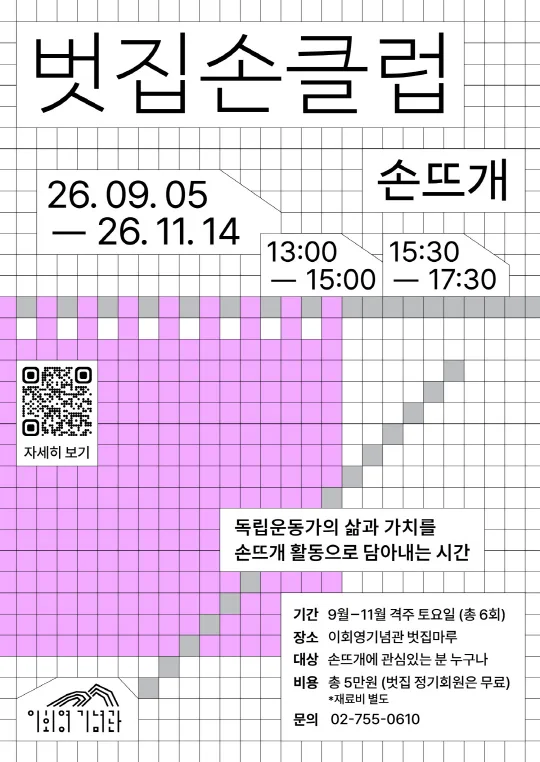 벗집손클럽
손뜨개
26. 09. 05
— 26. 11. 14
13:00
— 15:00
15:30
— 17:30
자세히 보기
독립운동가의 삶과 가치를
손뜨개 활동으로 담아내는 시간
기간 9월–11월 격주 토요일 (총 6회)
장소 이회영기념관 벗집마루
대상 손뜨개에 관심있는 분 누구나
비용 총 5만원 (벗집 정기회원은 무료)
*재료비 별도
문의 02-755-0610
이회영기념관